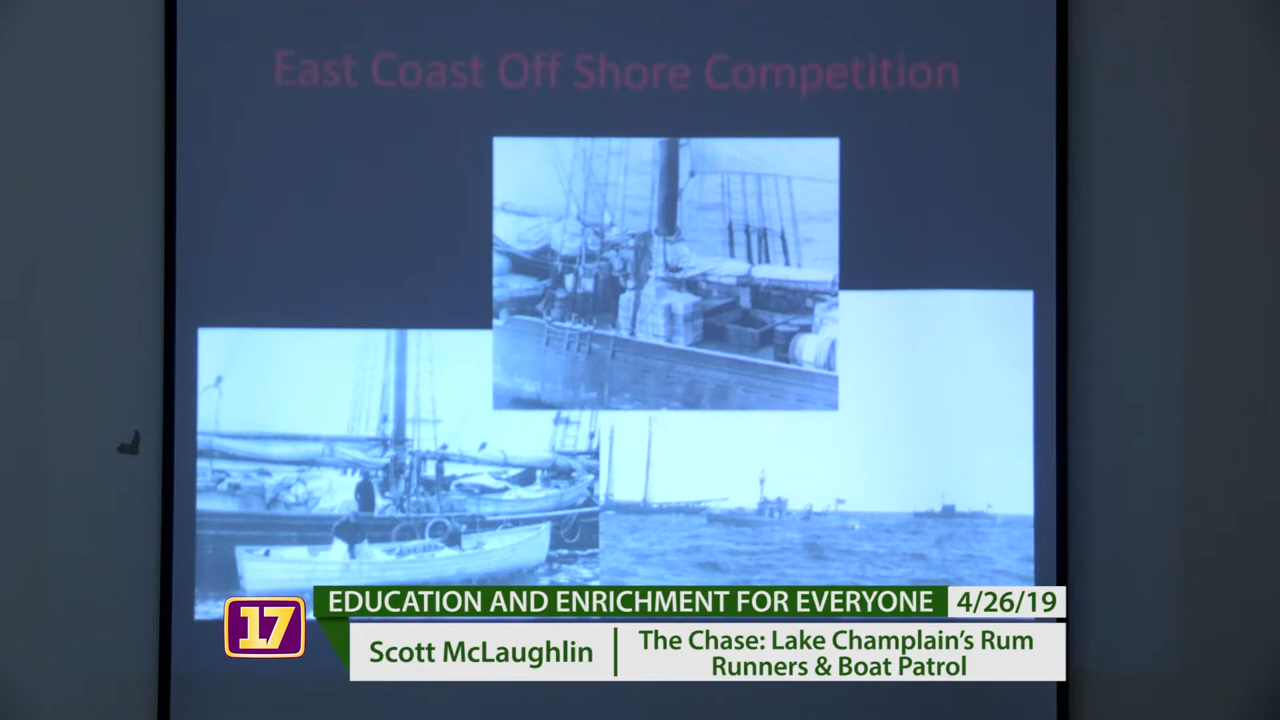 East Coast Off Shore Competition
17
EDUCATION AND ENRICHMENT FOR EVERYONE 4/26/19
Scott McLaughlin
The Chase: Lake Champlain's Rum
Runners & Boat Patrol